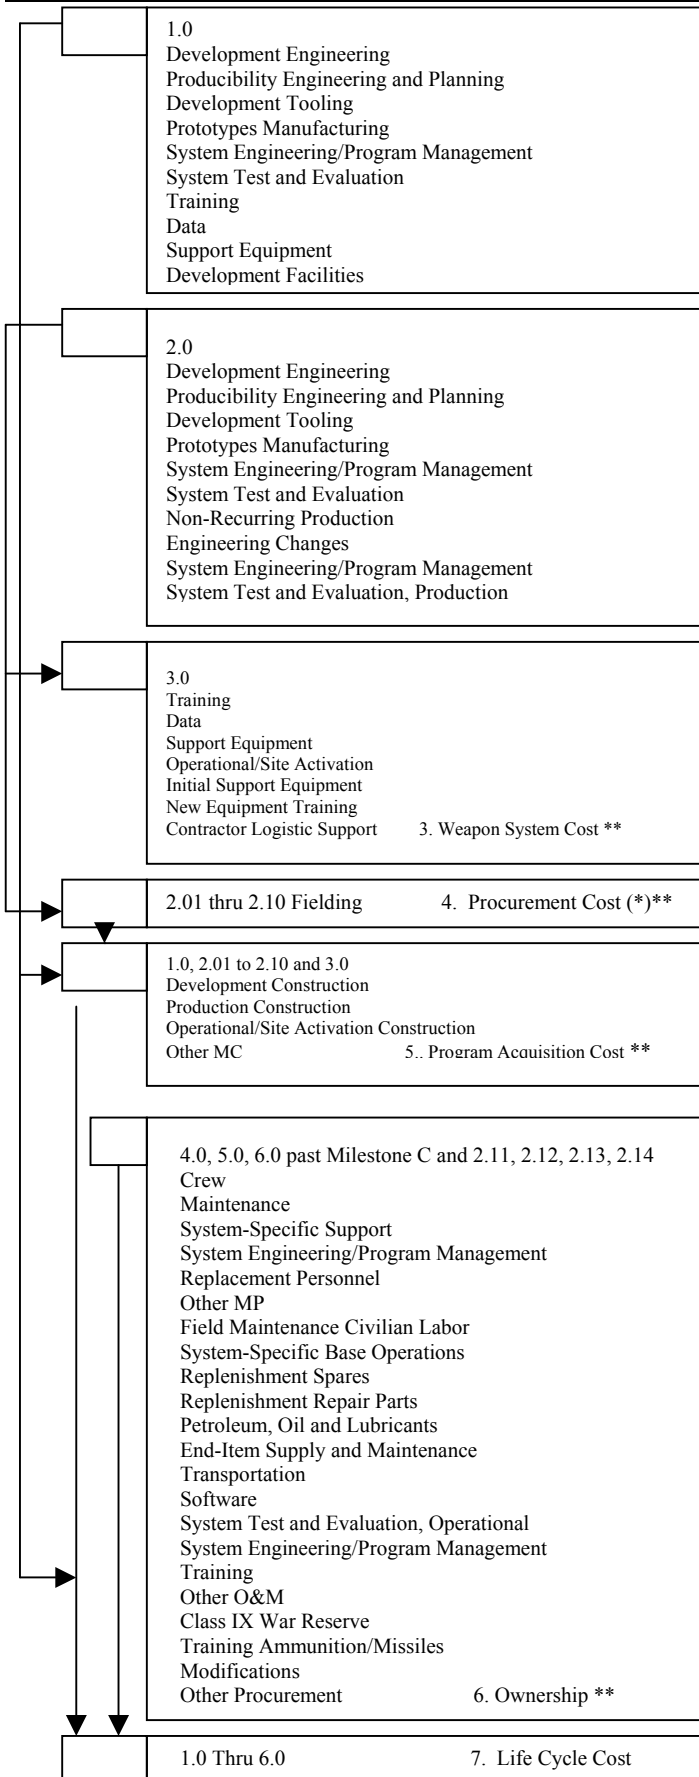 1.0
Development Engineering
Producibility Engineering and Planning
Development Tooling
Prototypes Manufacturing
System Engineering/Program Management
System Test and Evaluation
Training
Data
Support Equipment
Development Facilities
2.0
Development Engineering
Producibility Engineering and Planning
Development Tooling
Prototypes Manufacturing
System Engineering/Program Management
System Test and Evaluation
Non-Recurring Production
Engineering Changes
System Engineering/Program Management
System Test and Evaluation, Production
3.0
Training
Data
Support Equipment
Operational/Site Activation
Initial Support Equipment
New Equipment Training
Contractor Logistic Support 3. Weapon System Cost **
2.01 thru 2.10 Fielding 4. Procurement Cost (*)**
1.0, 2.01 to 2.10 and 3.0
Development Construction
Production Construction
Operational/Site Activation Construction
Other MC 5.. Program Acquisition Cost **
4.0, 5.0, 6.0 past Milestone C and 2.11, 2.12, 2.13, 2.14
Crew
Maintenance
System-Specific Support
System Engineering/Program Management
Replacement Personnel
Other MP
Field Maintenance Civilian Labor
System-Specific Base Operations
Replenishment Spares
Replenishment Repair Parts
Petroleum, Oil and Lubricants
End-Item Supply and Maintenance
Transportation
Software
System Test and Evaluation, Operational
System Engineering/Program Management
Training
Other O&M
Class IX War Reserve
Training Ammunition/Missiles
Modifications
Other Procurement 6. Ownership **
1.0 Thru 6.0 7. Life Cycle Cost